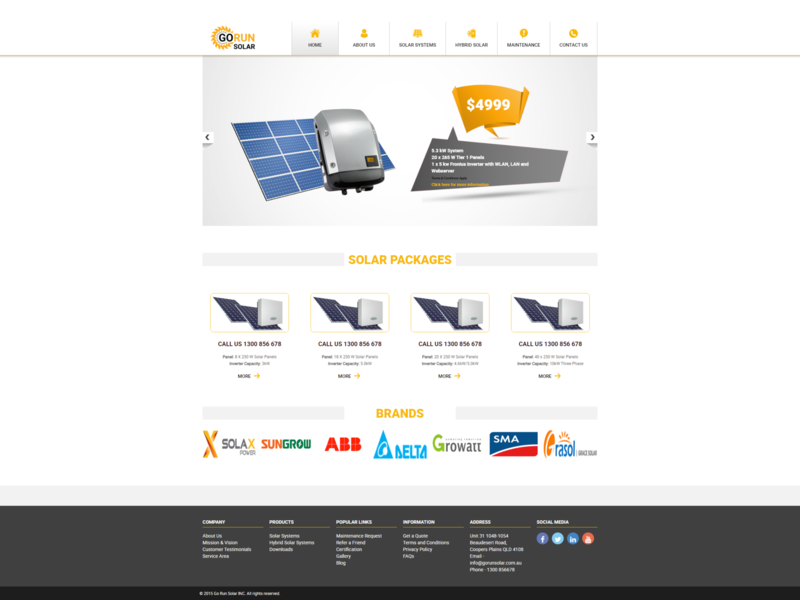 GORUN
SOLAR
HOME
ABOUT US
SOLAR SYSTEMS
HYBRID SOLAR
MAINTENANCE
CONTACT US
$4999
5.3 kW System
20 x 265 W Tier 1 Panels
1 x 5 kw Fronius Inverter with WLAN, LAN and
Webserver
Click here for more information
SOLAR PACKAGES
CALL US 1300 856 678
CALL US 1300 856 678
CALL US 1300 856 678
CALL US 1300 856 678
Panel: 8 X 250 W Solar Panels
Panel: 18 X 250 W Solar Panels
Panel: 20 X 250 W Solar Panels
Panel: 40 x 250 W Solar Panels
Inverter Capacity: 
Inverter Capacity: 5.0kW
Inverter Capacity: 4.6kW/5.0kW
Inverter Capacity: 10kW Three Phase
MORE
MORE
MORE
MORE
BRANDS
SOLAX
POWER
SUNGROW
ABB
DELTA
Growatt
SMA
Erasol
GRACE SOLAR
COMPANY
About Us
Mission & Vision
Customer Testimonials
Service Area
PRODUCTS
Solar Systems
Hybrid Solar Systems
Downloads
POPULAR LINKS
Maintenance Request
Refer a Friend
Certification
Gallery
Blog
INFORMATION
Get a Quote
Terms and Conditions
Privacy Policy
FAQs
ADDRESS
Unit 31 1048-1054
Beaudesert Road,
Coopers Plains QLD 4108
Email -
info@gorunsolar.com.au
Phone - 1300 856678
SOCIAL MEDIA
© 2015 Go Run Solar INC. All rights reserved.